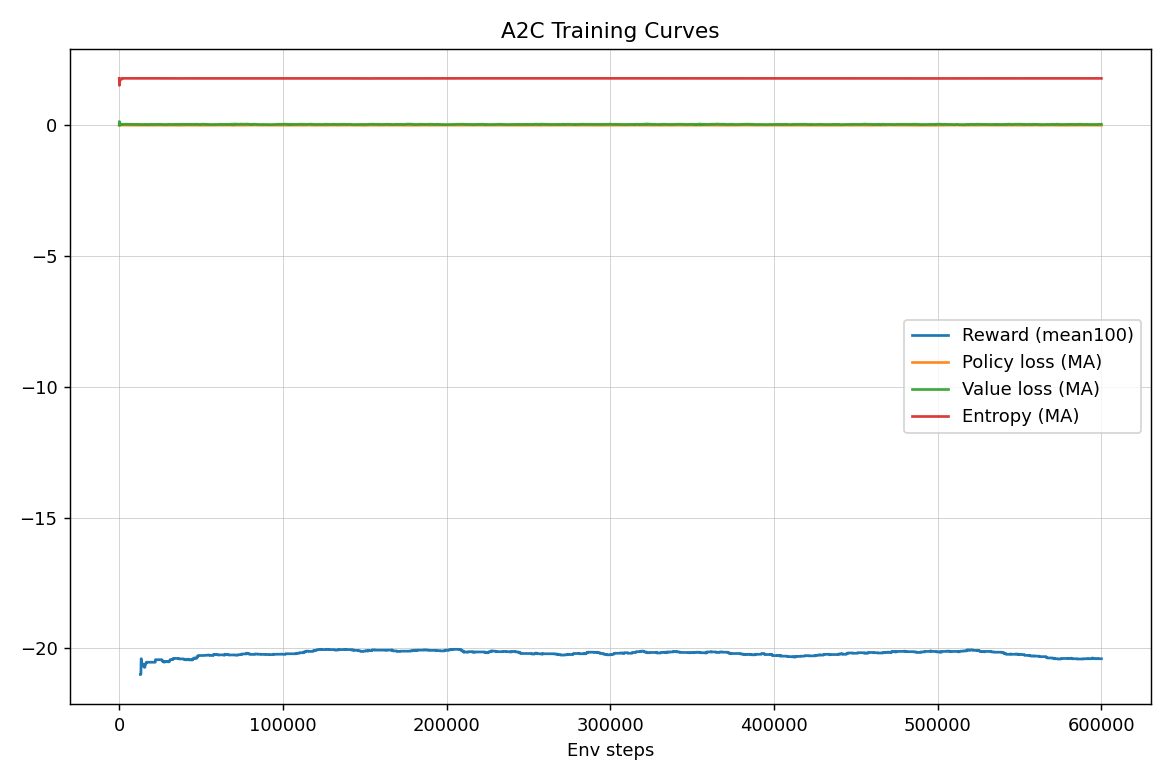 A2C Training Curves
0
−5
−10
−15
−20
Reward (mean100)
Policy loss (MA)
Value loss (MA)
Entropy (MA)
0
100000
200000
300000
400000
500000
600000
Env steps